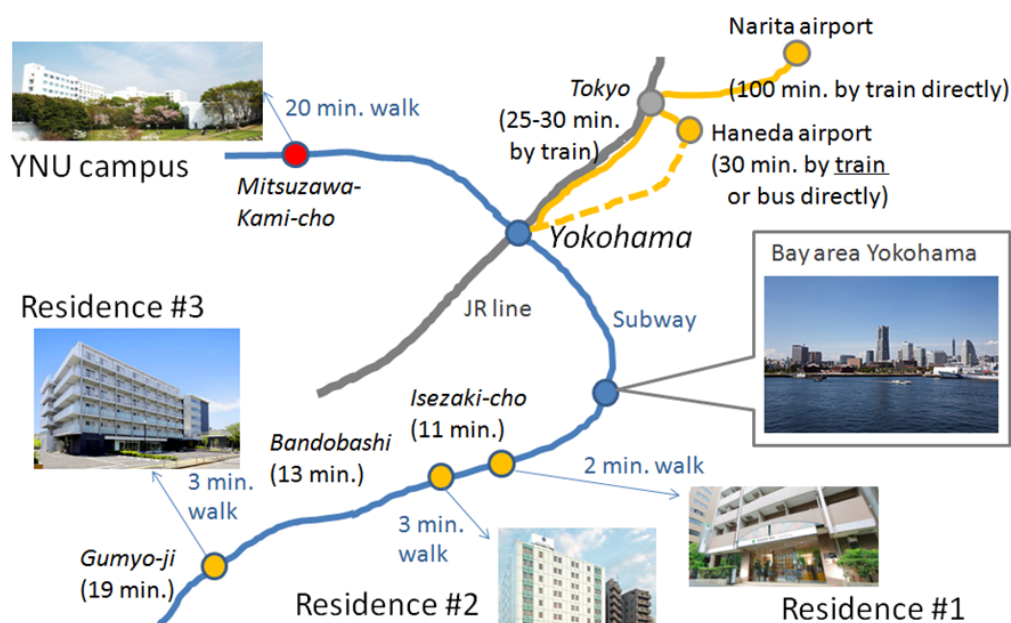 Narita airport
(100 min. by train directly)
Tokyo
(25-30 min.
by train)
Haneda airport
(30 min. by train
or bus directly)
20 min. walk
YNU campus
Mitsuzawa-
Kami-cho
Yokohama
Bay area Yokohama
Residence #3
JR line
Subway
Isezaki-cho
(11 min.)
Bandobashi
(13 min.)
2 min. walk
3 min.
walk
3 min.
walk
Gumyo-ji
(19 min.)
Residence #2
Residence #1